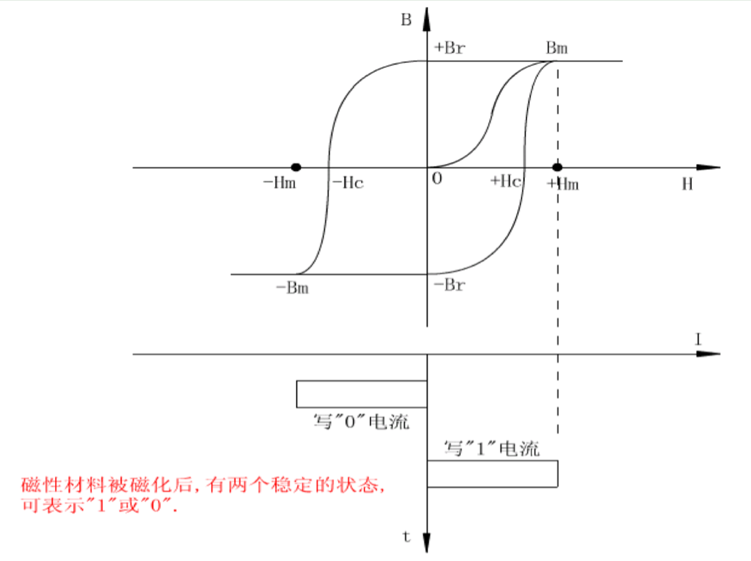 B
+Br
Bm
-Hm
-Hc
0
+Hc
+Hm
H
-Bm
-Br
I
写"0"电流
写"1"电流
磁性材料被磁化后,有两个稳定的状态,
可表示"1"或"0".
t